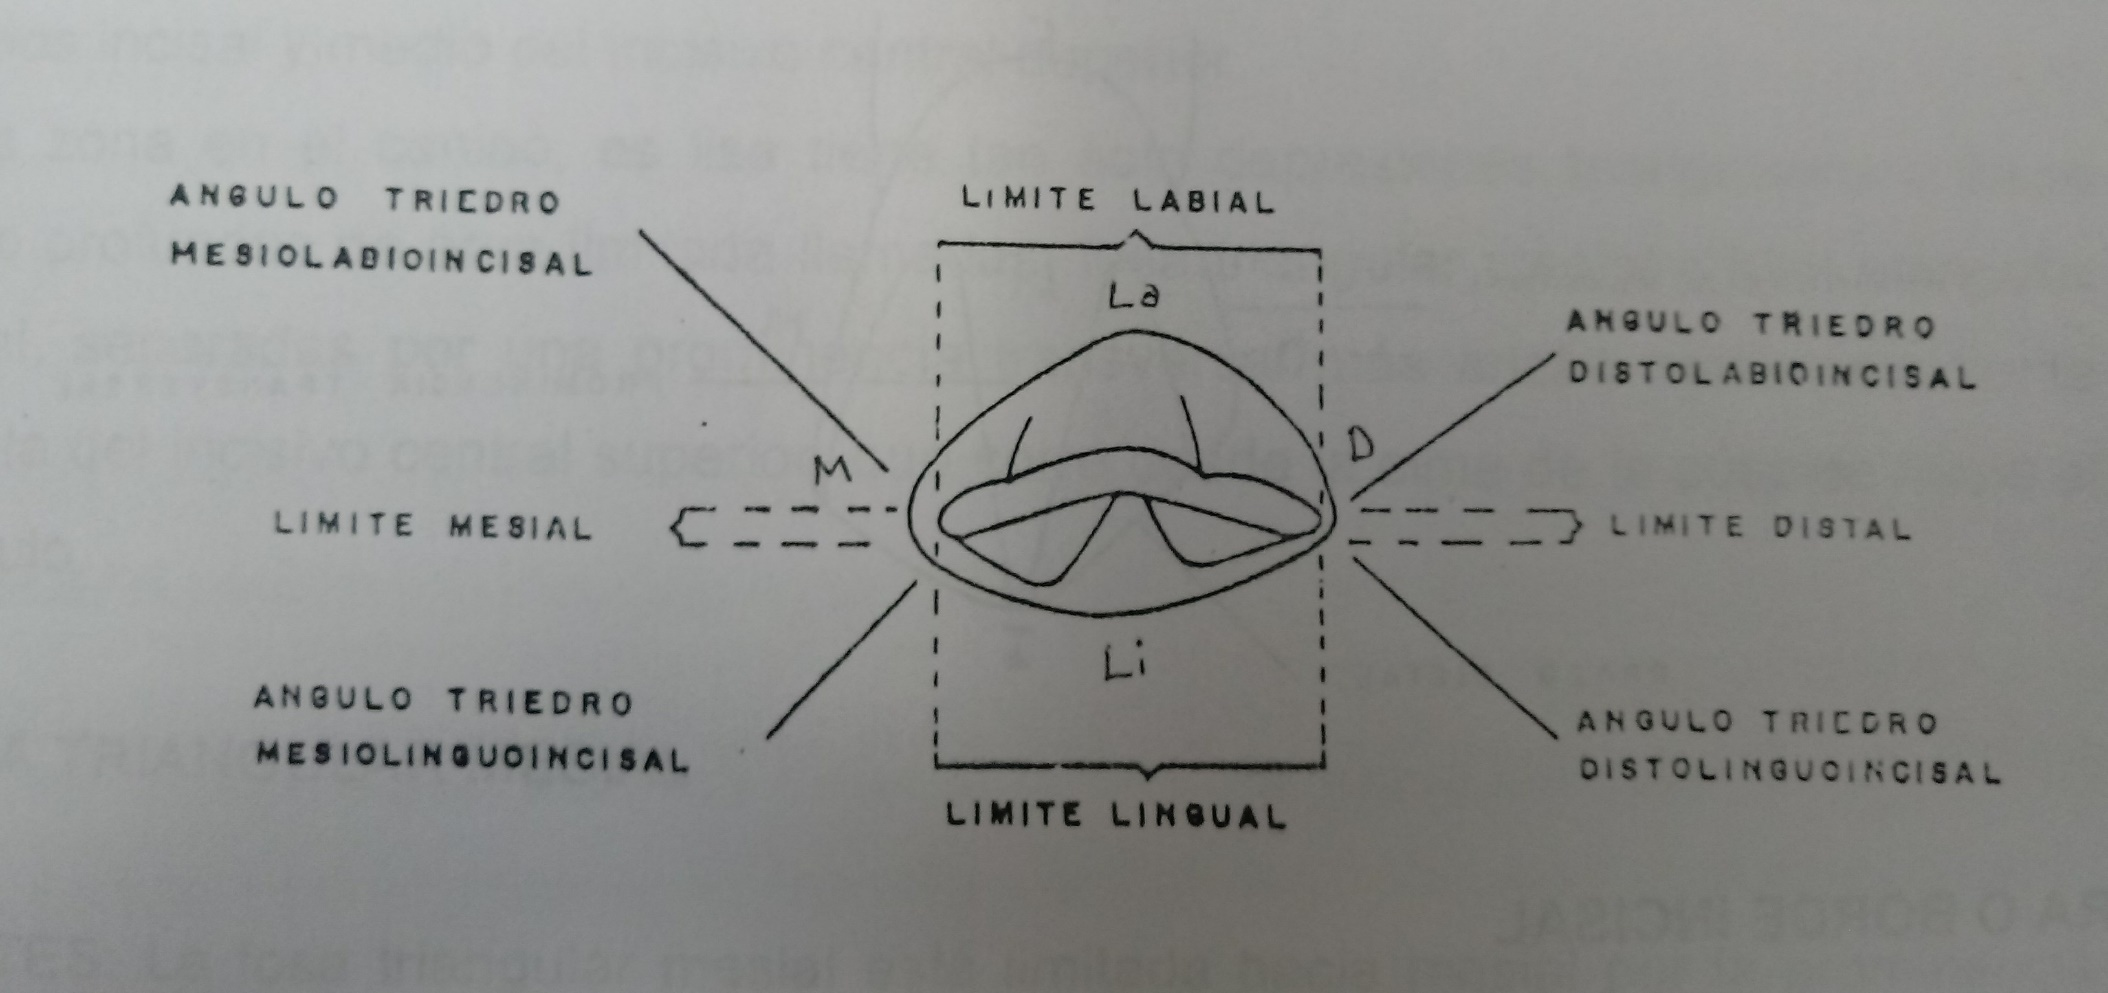 ANGULO TRIEDRO
MESIOLABIOINCISAL
LIMITE LABIAL
La
ANGULO TRIEDRO
DISTOLABIOINCISAL
M
D
LIMITE MESIAL
LIMITE DISTAL
Li
ANGULO TRIEDRO
MESIOLINGUOINCISAL
ANGULO TRIEDRO
DISTOLINGUOINCISAL
LIMITE LINGUAL